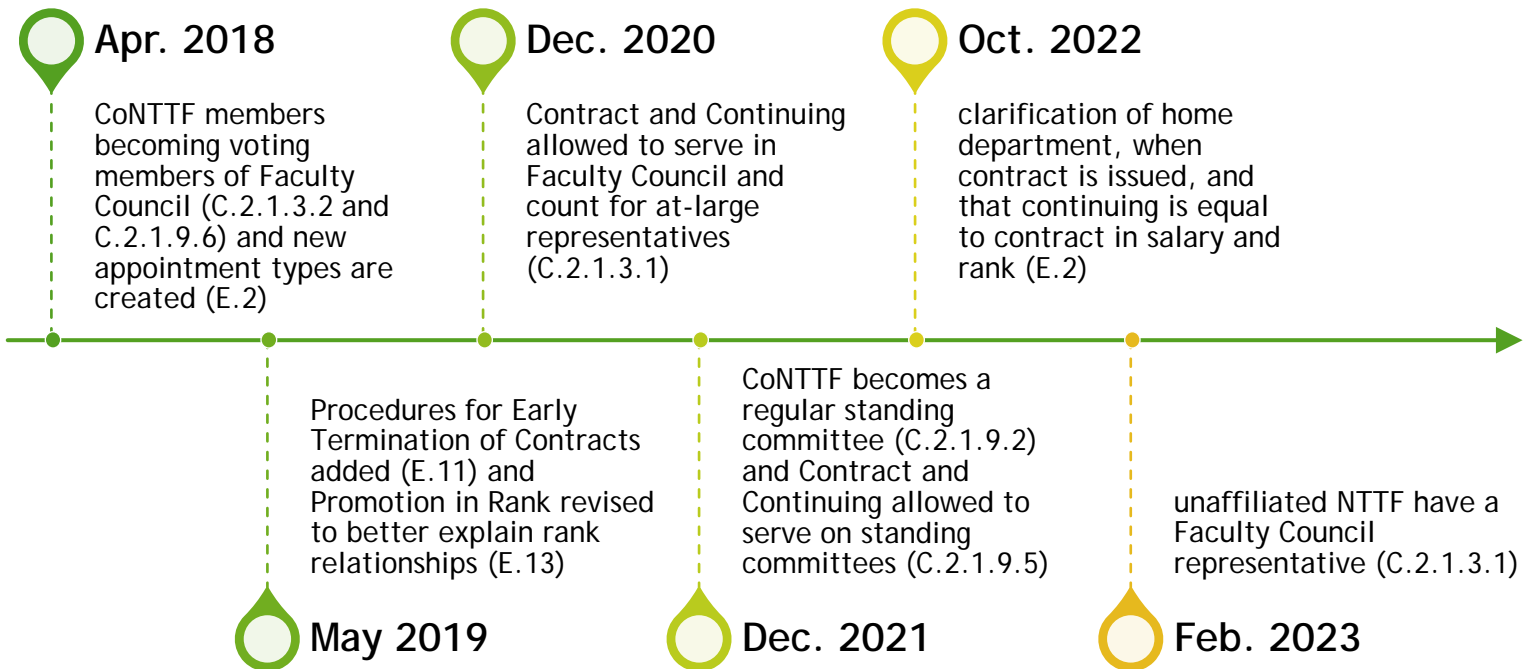 Apr. 2018
CoNTTF members
becoming voting
members of Faculty
Council (C.2.1.3.2 and
C.2.1.9.6) and new
appointment types are
created (E.2)
Dec. 2020
Contract and Continuing
allowed to serve in
Faculty Council and
count for at-large
representatives
(C.2.1.3.1)
Oct. 2022
clarification of home
department, when
contract is issued, and
that continuing is equal
to contract in salary and
rank (E.2)
Procedures for Early
Termination of Contracts
added (E.11) and
Promotion in Rank revised
to better explain rank
relationships (E.13)
May 2019
CoNTTF becomes a
regular standing
committee (C.2.1.9.2)
and Contract and
Continuing allowed to
serve on standing
committees (C.2.1.9.5)
Dec. 2021
unaffiliated NTTF have a
Faculty Council
representative (C.2.1.3.1)
Feb. 2023